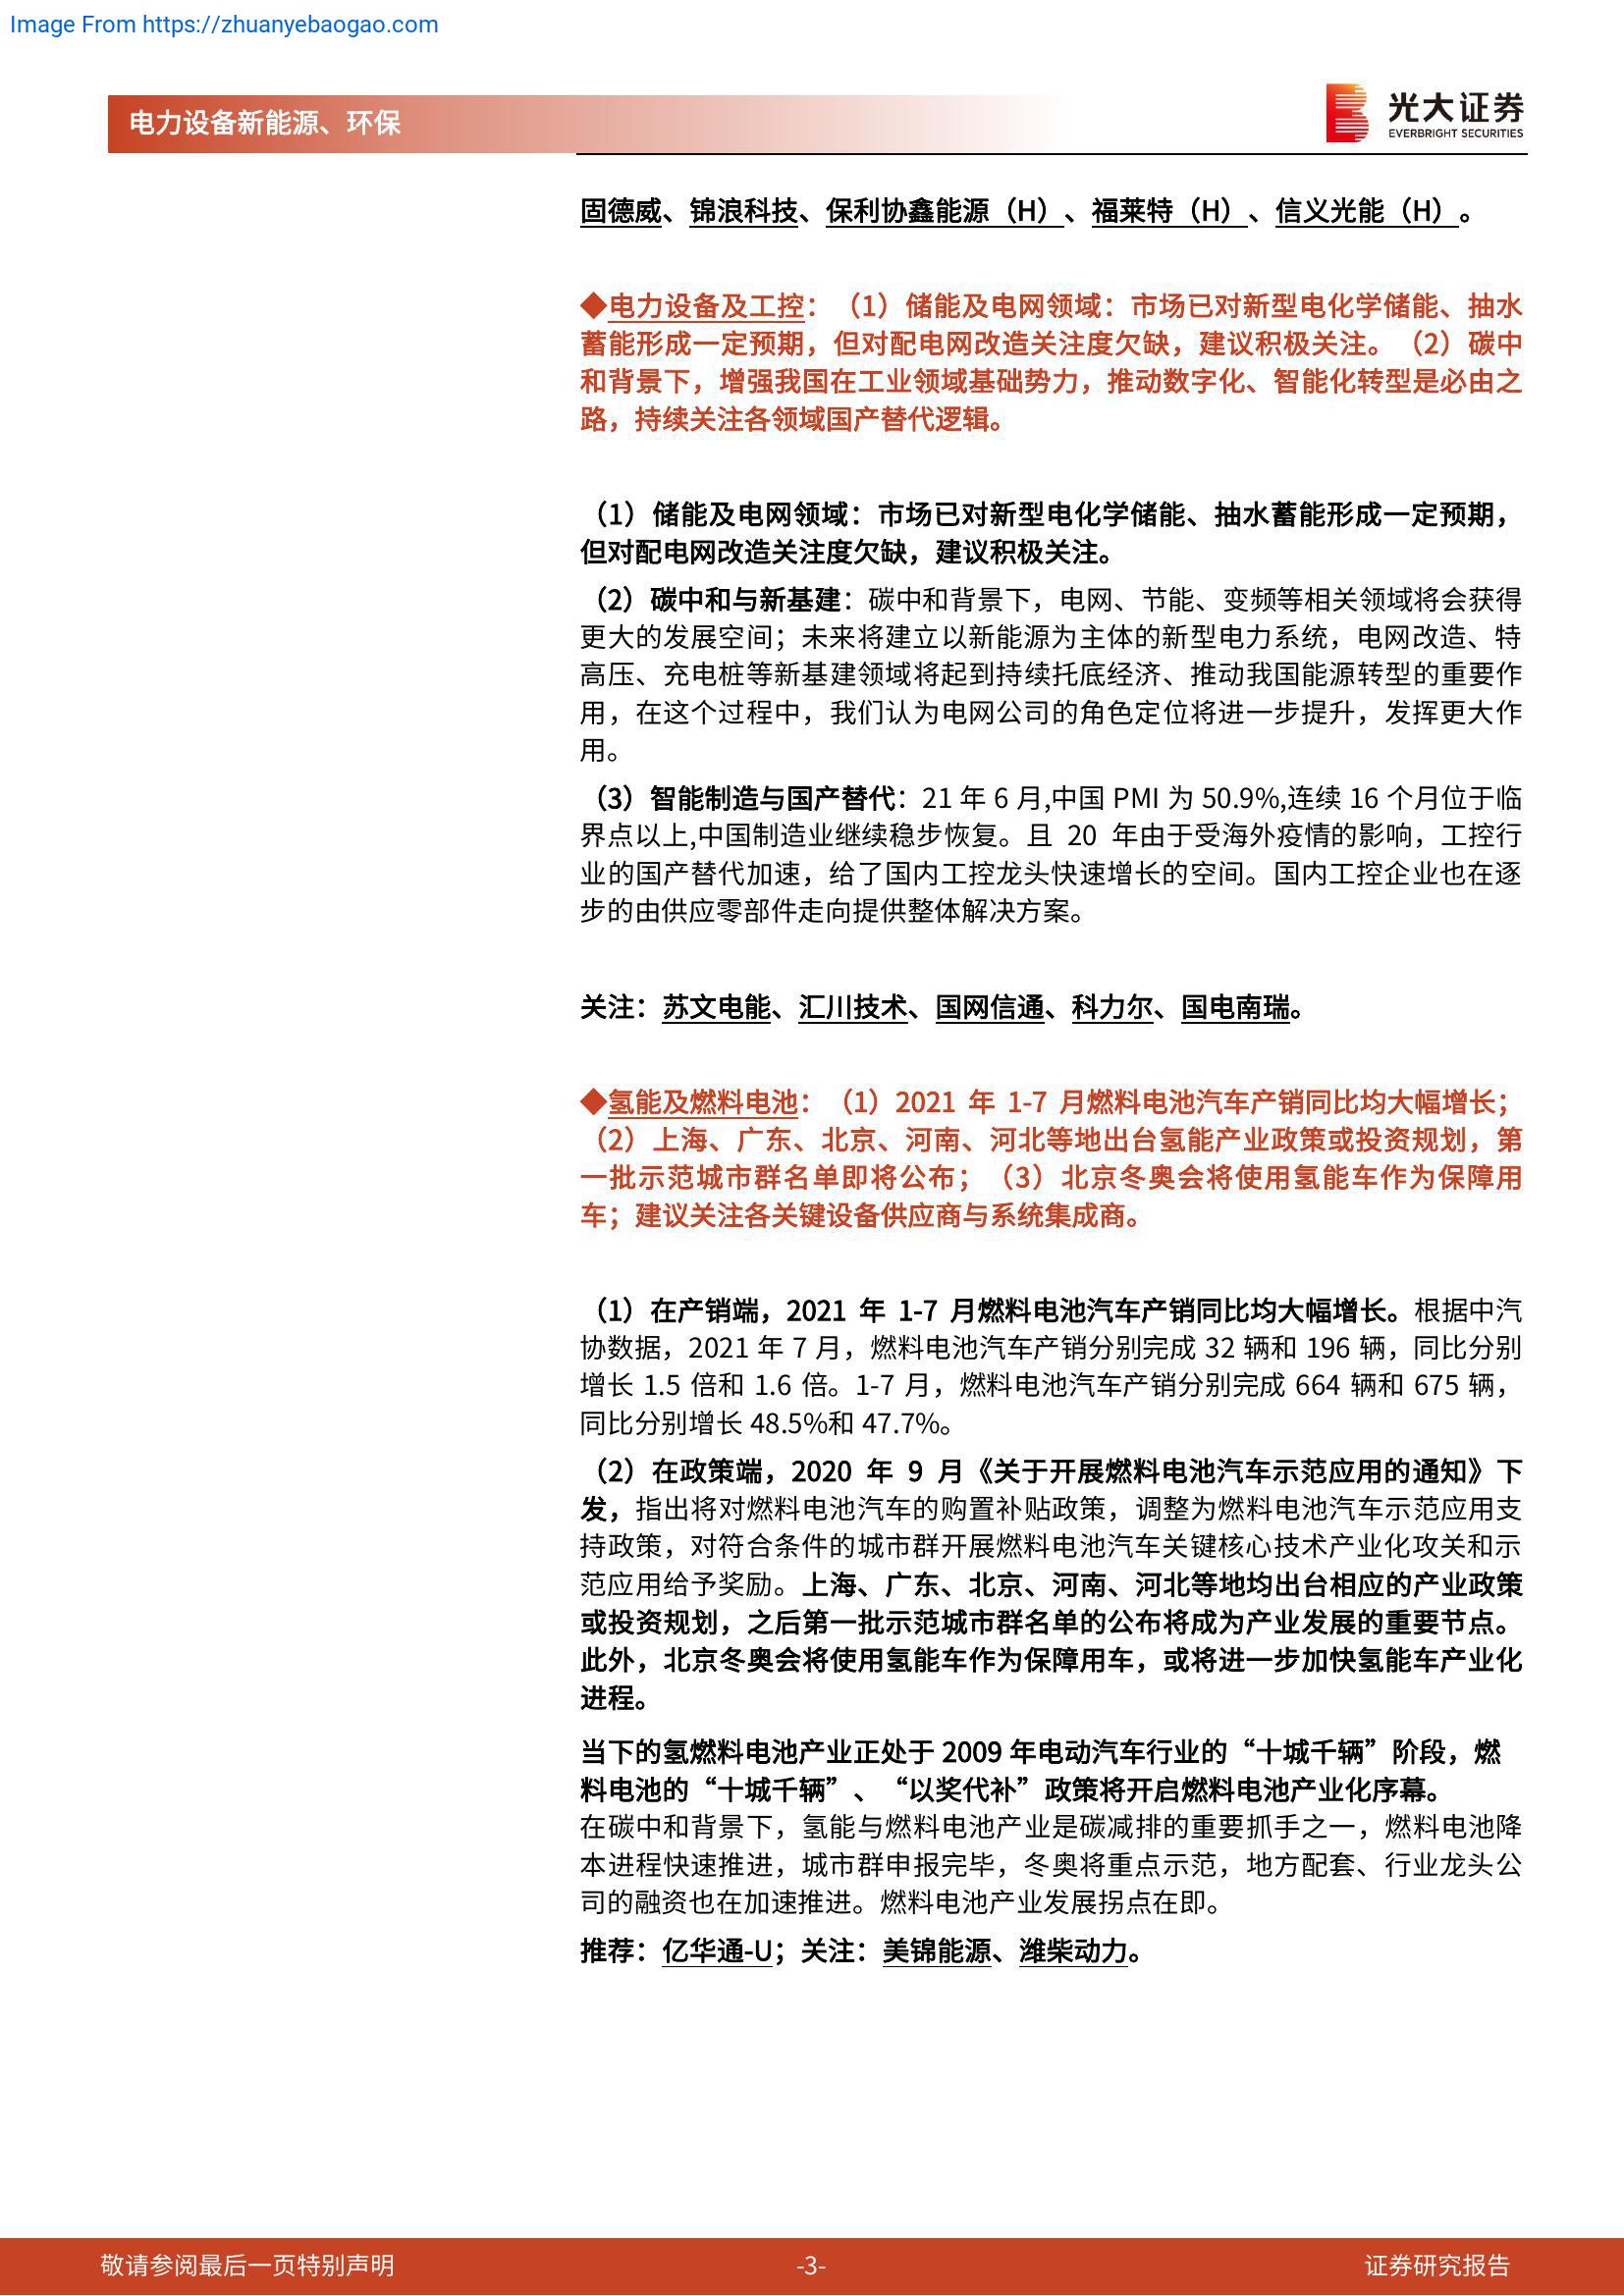 Image From https://zhuanyebaogao.com
电力设备新能源、环保
光大证券
EVERBRIGHT SECURITIES
固德威、锦浪科技、保利协鑫能源（H）、福莱特（H）、信义光能（H）。
◆电力设备及工控：（1）储能及电网领域：市场已对新型电化学储能、抽水
蓄能形成一定预期，但对配电网改造关注度欠缺，建议积极关注。（2）碳中
和背景下，增强我国在工业领域基础势力，推动数字化、智能化转型是必由之
路，持续关注各领域国产替代逻辑。
（1）储能及电网领域：市场已对新型电化学储能、抽水蓄能形成一定预期，
但对配电网改造关注度欠缺，建议积极关注。
（2）碳中和与新基建：碳中和背景下，电网、节能、变频等相关领域将会获得
更大的发展空间；未来将建立以新能源为主体的新型电力系统，电网改造、特
高压、充电桩等新基建领域将起到持续托底经济、推动我国能源转型的重要作
用，在这个过程中，我们认为电网公司的角色定位将进一步提升，发挥更大作
用。
（3）智能制造与国产替代：21 年 6 月,中国 PMI 为 50.9%,连续 16 个月位于临
界点以上,中国制造业继续稳步恢复。且 20 年由于受海外疫情的影响，工控行
业的国产替代加速，给了国内工控龙头快速增长的空间。国内工控企业也在逐
步的由供应零部件走向提供整体解决方案。
关注：苏文电能、汇川技术、国网信通、科力尔、国电南瑞。
◆氢能及燃料电池：（1）2021 年 1-7 月燃料电池汽车产销同比均大幅增长；
（2）上海、广东、北京、河南、河北等地出台氢能产业政策或投资规划，第
一批示范城市群名单即将公布；（3）北京冬奥会将使用氢能车作为保障用
车；建议关注各关键设备供应商与系统集成商。
（1）在产销端，2021 年 1-7 月燃料电池汽车产销同比均大幅增长。根据中汽
协数据，2021 年 7 月，燃料电池汽车产销分别完成 32 辆和 196 辆，同比分别
增长 1.5 倍和 1.6 倍。1-7 月，燃料电池汽车产销分别完成 664 辆和 675 辆，
同比分别增长 48.5%和 47.7%。
（2）在政策端，2020 年 9 月《关于开展燃料电池汽车示范应用的通知》下
发，指出将对燃料电池汽车的购置补贴政策，调整为燃料电池汽车示范应用支
持政策，对符合条件的城市群开展燃料电池汽车关键核心技术产业化攻关和示
范应用给予奖励。上海、广东、北京、河南、河北等地均出台相应的产业政策
或投资规划，之后第一批示范城市群名单的公布将成为产业发展的重要节点。
此外，北京冬奥会将使用氢能车作为保障用车，或将进一步加快氢能车产业化
进程。
当下的氢燃料电池产业正处于 2009 年电动汽车行业的“十城千辆”阶段，燃
料电池的“十城千辆”、“以奖代补”政策将开启燃料电池产业化序幕。
在碳中和背景下，氢能与燃料电池产业是碳减排的重要抓手之一，燃料电池降
本进程快速推进，城市群申报完毕，冬奥将重点示范，地方配套、行业龙头公
司的融资也在加速推进。燃料电池产业发展拐点在即。
推荐：亿华通-U；关注：美锦能源、潍柴动力。
敬请参阅最后一页特别声明
-3-
证券研究报告